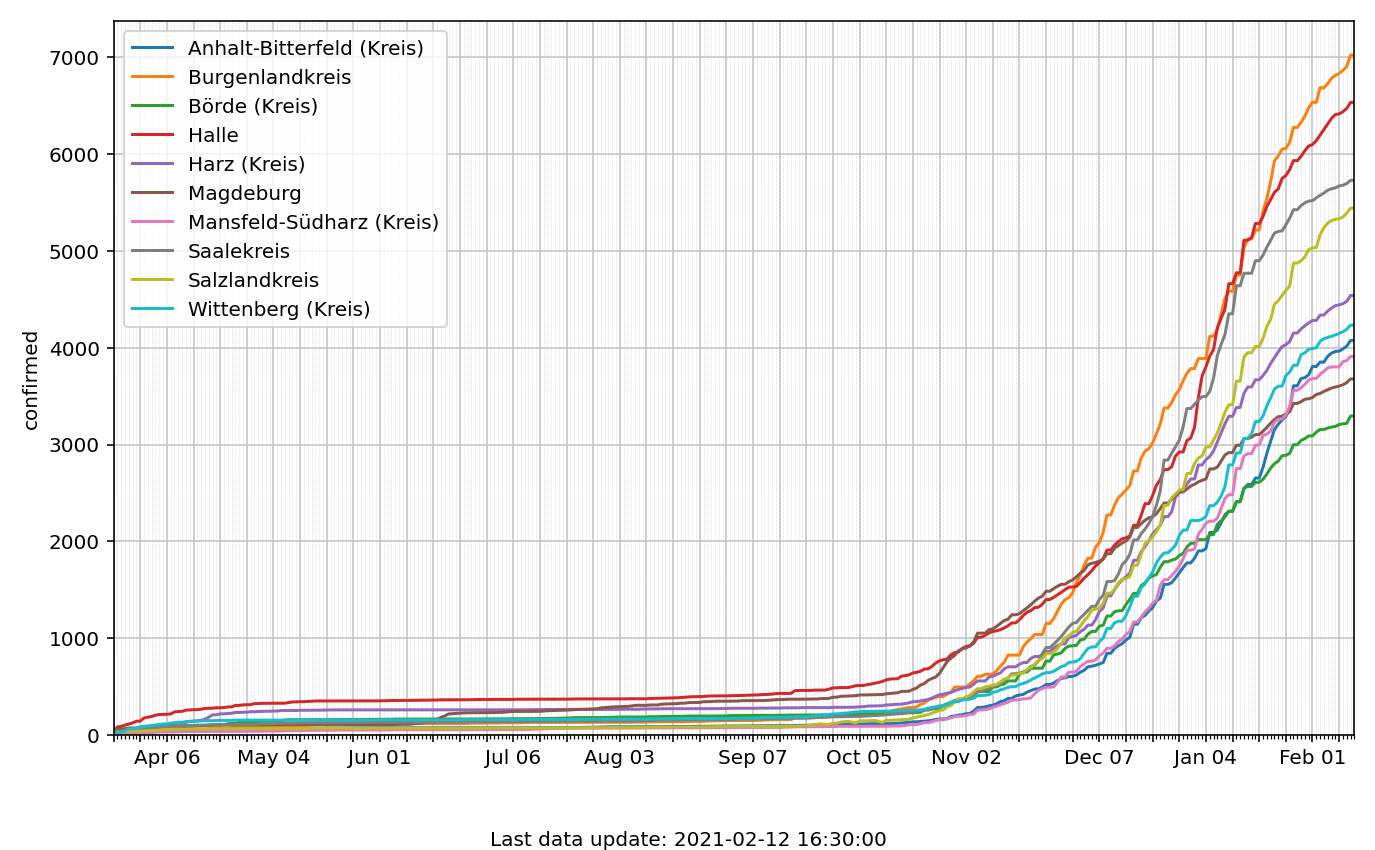 7000
6000
5000
4000
3000
2000
1000
0
confirmed
Anhalt-Bitterfeld (Kreis)
Burgenlandkreis
Börde (Kreis)
Halle
Harz (Kreis)
Magdeburg
Mansfeld-Südharz (Kreis)
Saalekreis
Salzlandkreis
Wittenberg (Kreis)
Apr 06 May 04 Jun 01 Jul 06 Aug 03 Sep 07 Oct 05 Nov 02 Dec 07 Jan 04 Feb 01
Last data update: 2021-02-12 16:30:00